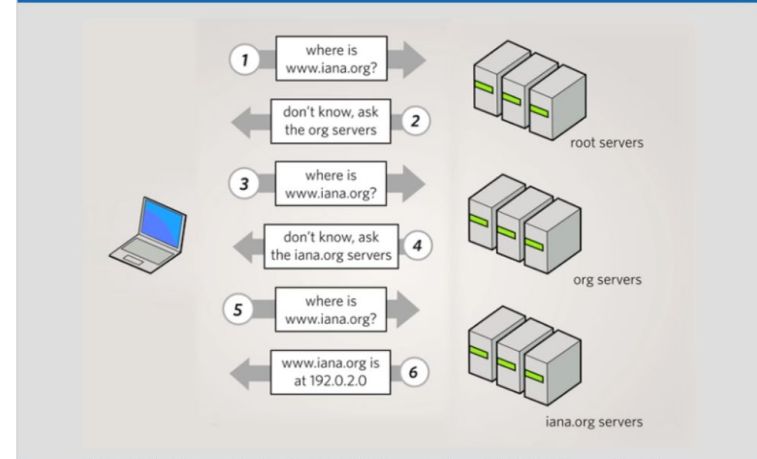 1
where is
www.iana.org?
don't know, ask
the org servers
2
root servers
3
where is
www.iana.org?
don't know, ask
the iana.org servers
4
org servers
5
where is
www.iana.org?
www.iana.org is
at 192.0.2.0
6
iana.org servers